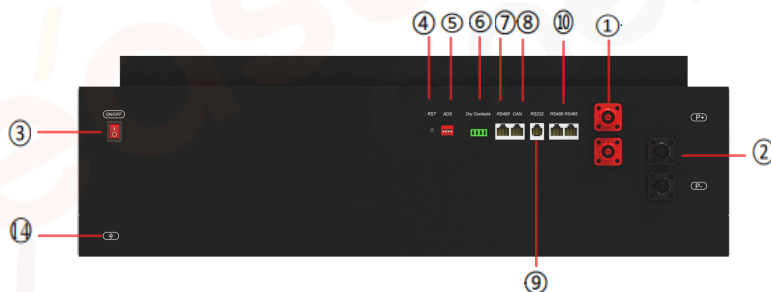 ④ ⑤ ⑥ ⑦ ⑧ ⑩ ①
RST ADS Dry Contacts RS485 CAN RS232 RS485 RS485
ON/OFF
P+
③
②
P-
⑭
⑨